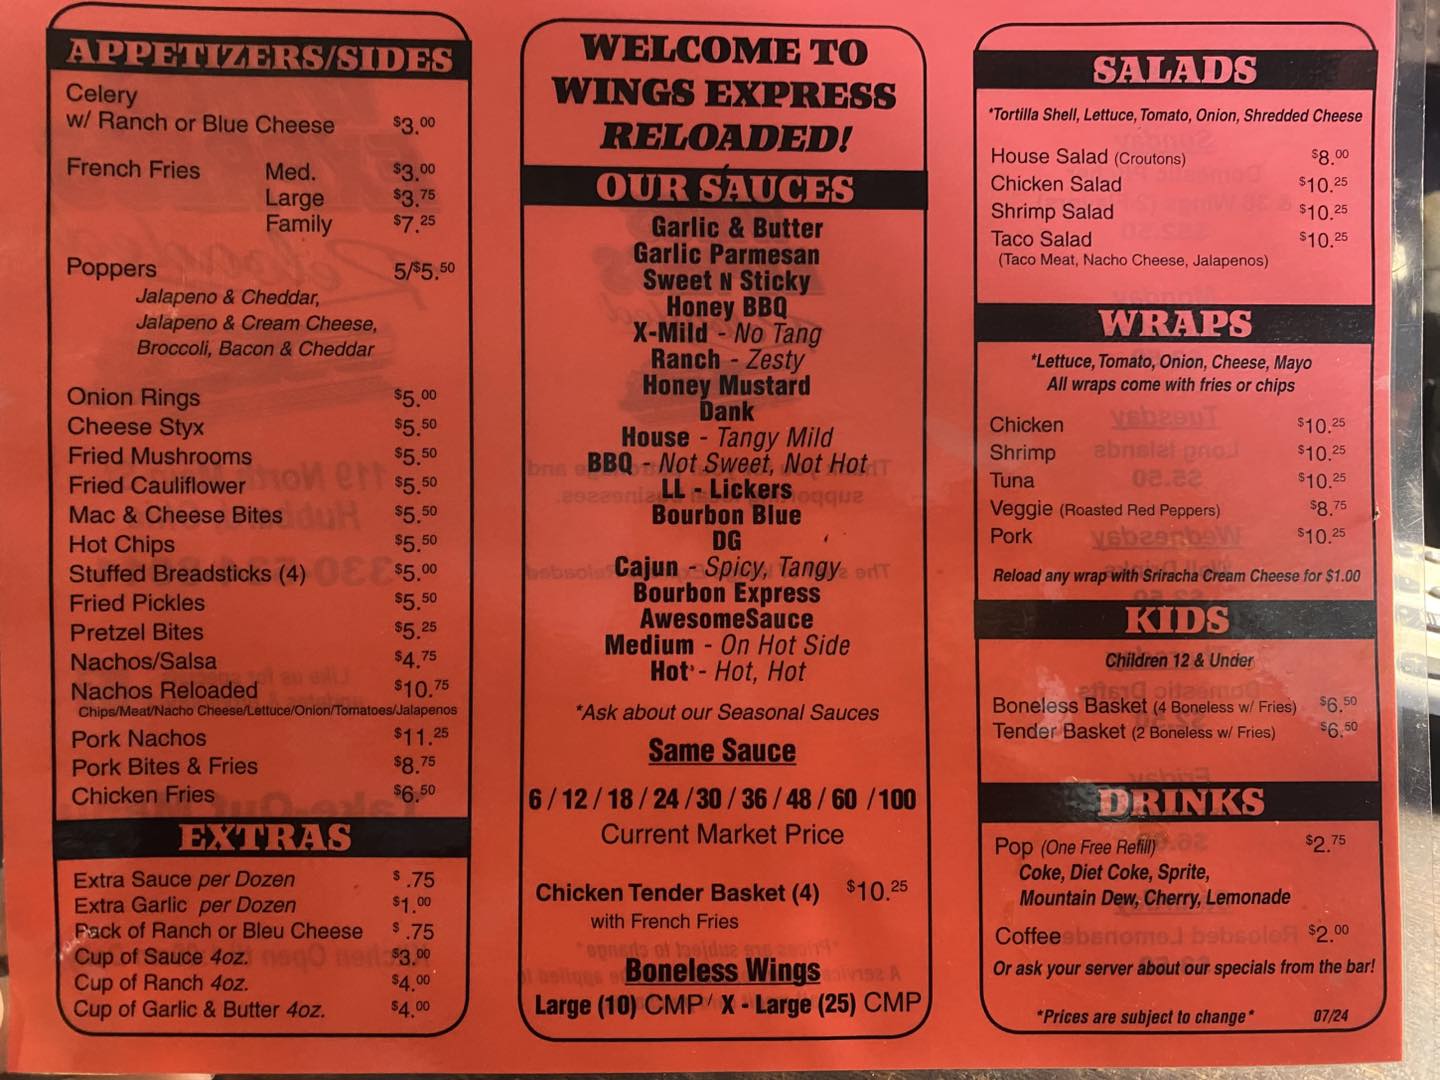 APPETIZERS/SIDES
Celery
w/ Ranch or Blue Cheese $3.00
French Fries Med. $3.00
Large $3.75
Family $7.25
Poppers 5/$5.50
Jalapeno & Cheddar,
Jalapeno & Cream Cheese,
Broccoli, Bacon & Cheddar
Onion Rings $5.00
Cheese Styx $5.50
Fried Mushrooms $5.50
Fried Cauliflower $5.50
Mac & Cheese Bites $5.50
Hot Chips $5.50
Stuffed Breadsticks (4) $5.00
Fried Pickles $5.50
Pretzel Bites $5.25
Nachos/Salsa $4.75
Nachos Reloaded $10.75
Chips/Meat/Nacho Cheese/Lettuce/Onion/Tomatoes/Jalapenos
Pork Nachos $11.25
Pork Bites & Fries $8.75
Chicken Fries $6.50
EXTRAS
Extra Sauce per Dozen $ .75
Extra Garlic per Dozen $1.00
Pack of Ranch or Bleu Cheese $ .75
Cup of Sauce 4oz. $3.00
Cup of Ranch 4oz. $4.00
Cup of Garlic & Butter 4oz. $4.00
WELCOME TO
WINGS EXPRESS
RELOADED!
OUR SAUCES
Garlic & Butter
Garlic Parmesan
Sweet N Sticky
Honey BBQ
X-Mild - No Tang
Ranch - Zesty
Honey Mustard
Dank
House - Tangy Mild
BBQ - Not Sweet, Not Hot
LL - Lickers
Bourbon Blue
DG
Cajun - Spicy, Tangy
Bourbon Express
AwesomeSauce
Medium - On Hot Side
Hot - Hot, Hot
*Ask about our Seasonal Sauces
Same Sauce
6 / 12 / 18 / 24 / 30 / 36 / 48 / 60 / 100
Current Market Price
Chicken Tender Basket (4) $10.25
with French Fries
Boneless Wings
Large (10) CMP / X - Large (25) CMP
SALADS
*Tortilla Shell, Lettuce, Tomato, Onion, Shredded Cheese
House Salad (Croutons) $8.00
Chicken Salad $10.25
Shrimp Salad $10.25
Taco Salad $10.25
(Taco Meat, Nacho Cheese, Jalapenos)
WRAPS
*Lettuce, Tomato, Onion, Cheese, Mayo
All wraps come with fries or chips
Chicken $10.25
Shrimp $10.25
Tuna $10.25
Veggie (Roasted Red Peppers) $8.75
Pork $10.25
Reload any wrap with Sriracha Cream Cheese for $1.00
KIDS
Children 12 & Under
Boneless Basket (4 Boneless w/ Fries) $6.50
Tender Basket (2 Boneless w/ Fries) $6.50
DRINKS
Pop (One Free Refill) $2.75
Coke, Diet Coke, Sprite,
Mountain Dew, Cherry, Lemonade
Coffee $2.00
Or ask your server about our specials from the bar!
*Prices are subject to change* 07/24